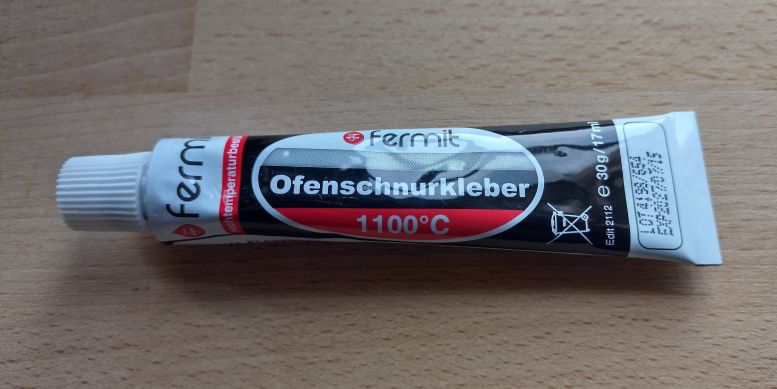 fermit
Ofenschnurkleber
1100°C
fermit
Edit 2112 e 30g/17ml